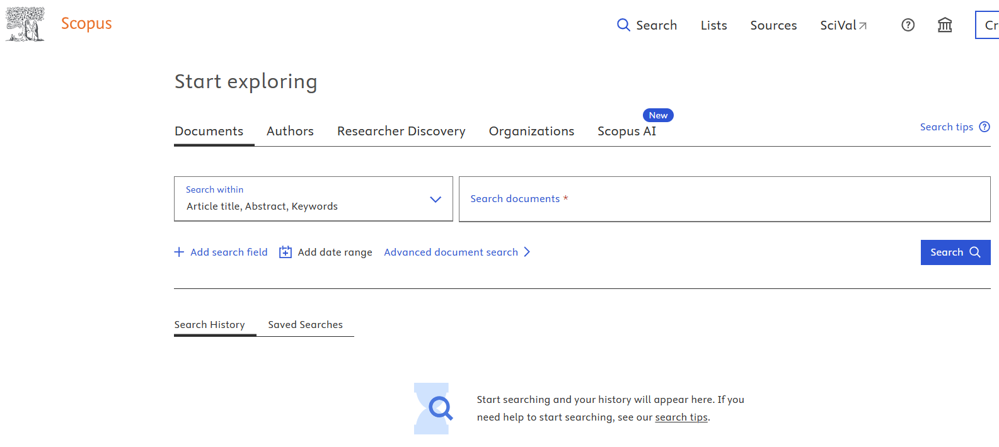 Scopus
Search Lists Sources SciVal
Cr
Start exploring
New
Documents Authors Researcher Discovery Organizations Scopus AI
Search tips
Search within
Article title, Abstract, Keywords
Search documents *
Add search field Add date range Advanced document search
Search
Search History Saved Searches
Start searching and your history will appear here. If you
need help to start searching, see our search tips.